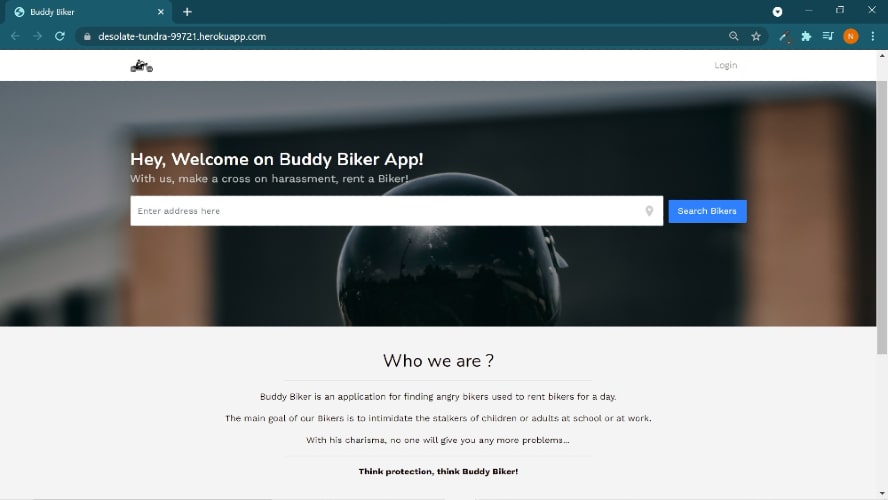 Buddy Biker
desolate-tundra-99721.herokuapp.com
N
Login
Hey, Welcome on Buddy Biker App!
With us, make a cross on harassment, rent a Biker!
Enter address here
Search Bikers
Who we are ?
Buddy Biker is an application for finding angry bikers used to rent bikers for a day.
The main goal of our Bikers is to intimidate the stalkers of children or adults at school or at work.
With his charisma, no one will give you any more problems...
Think protection, think Buddy Biker!